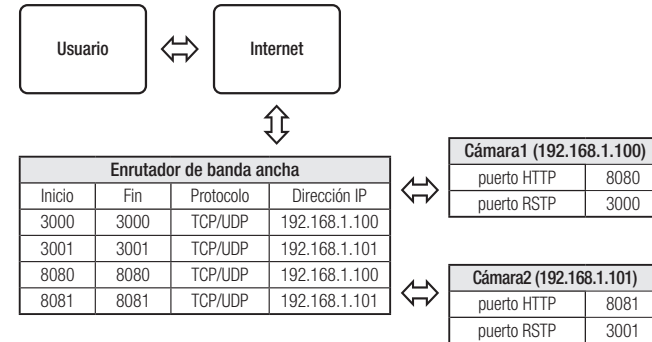 Usuario
Internet
Enrutador de banda ancha
Inicio Fin Protocolo Dirección IP
3000 3000 TCP/UDP 192.168.1.100
3001 3001 TCP/UDP 192.168.1.101
8080 8080 TCP/UDP 192.168.1.100
8081 8081 TCP/UDP 192.168.1.101
Cámara1 (192.168.1.100)
puerto HTTP 8080
puerto RSTP 3000
Cámara2 (192.168.1.101)
puerto HTTP 8081
puerto RSTP 3001